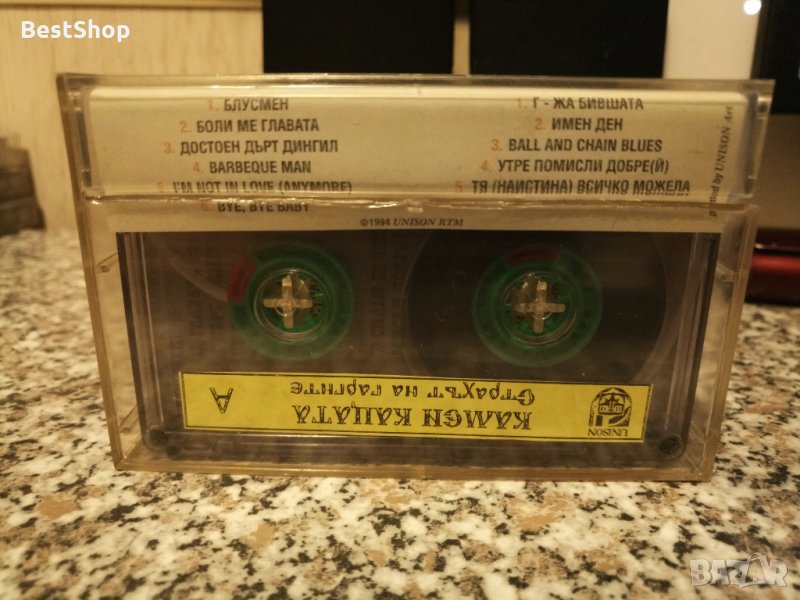 BestShop
1. БЛУСМЕН
2. БОЛИ МЕ ГЛАВАТА
3. ДОСТОЕН ДЪРТ ДИНГИЛ
4. BARBEQUE MAN
5. I'M NOT IN LOVE (ANYMORE)
6. BYE, BYE BABY
1. Г - ЖА БИВШАТА
2. ИМЕН ДЕН
3. BALL AND CHAIN BLUES
4. УТРЕ ПОМИСЛИ ДОБРЕ(Й)
5. ТЯ (НАИСТИНА) ВСИЧКО МОЖЕЛА
by UNISON Art
©1994 UNISON RTM
КАМЕН КАЦАТА
Страхът на гаргите
A
UNISON
BAZAR